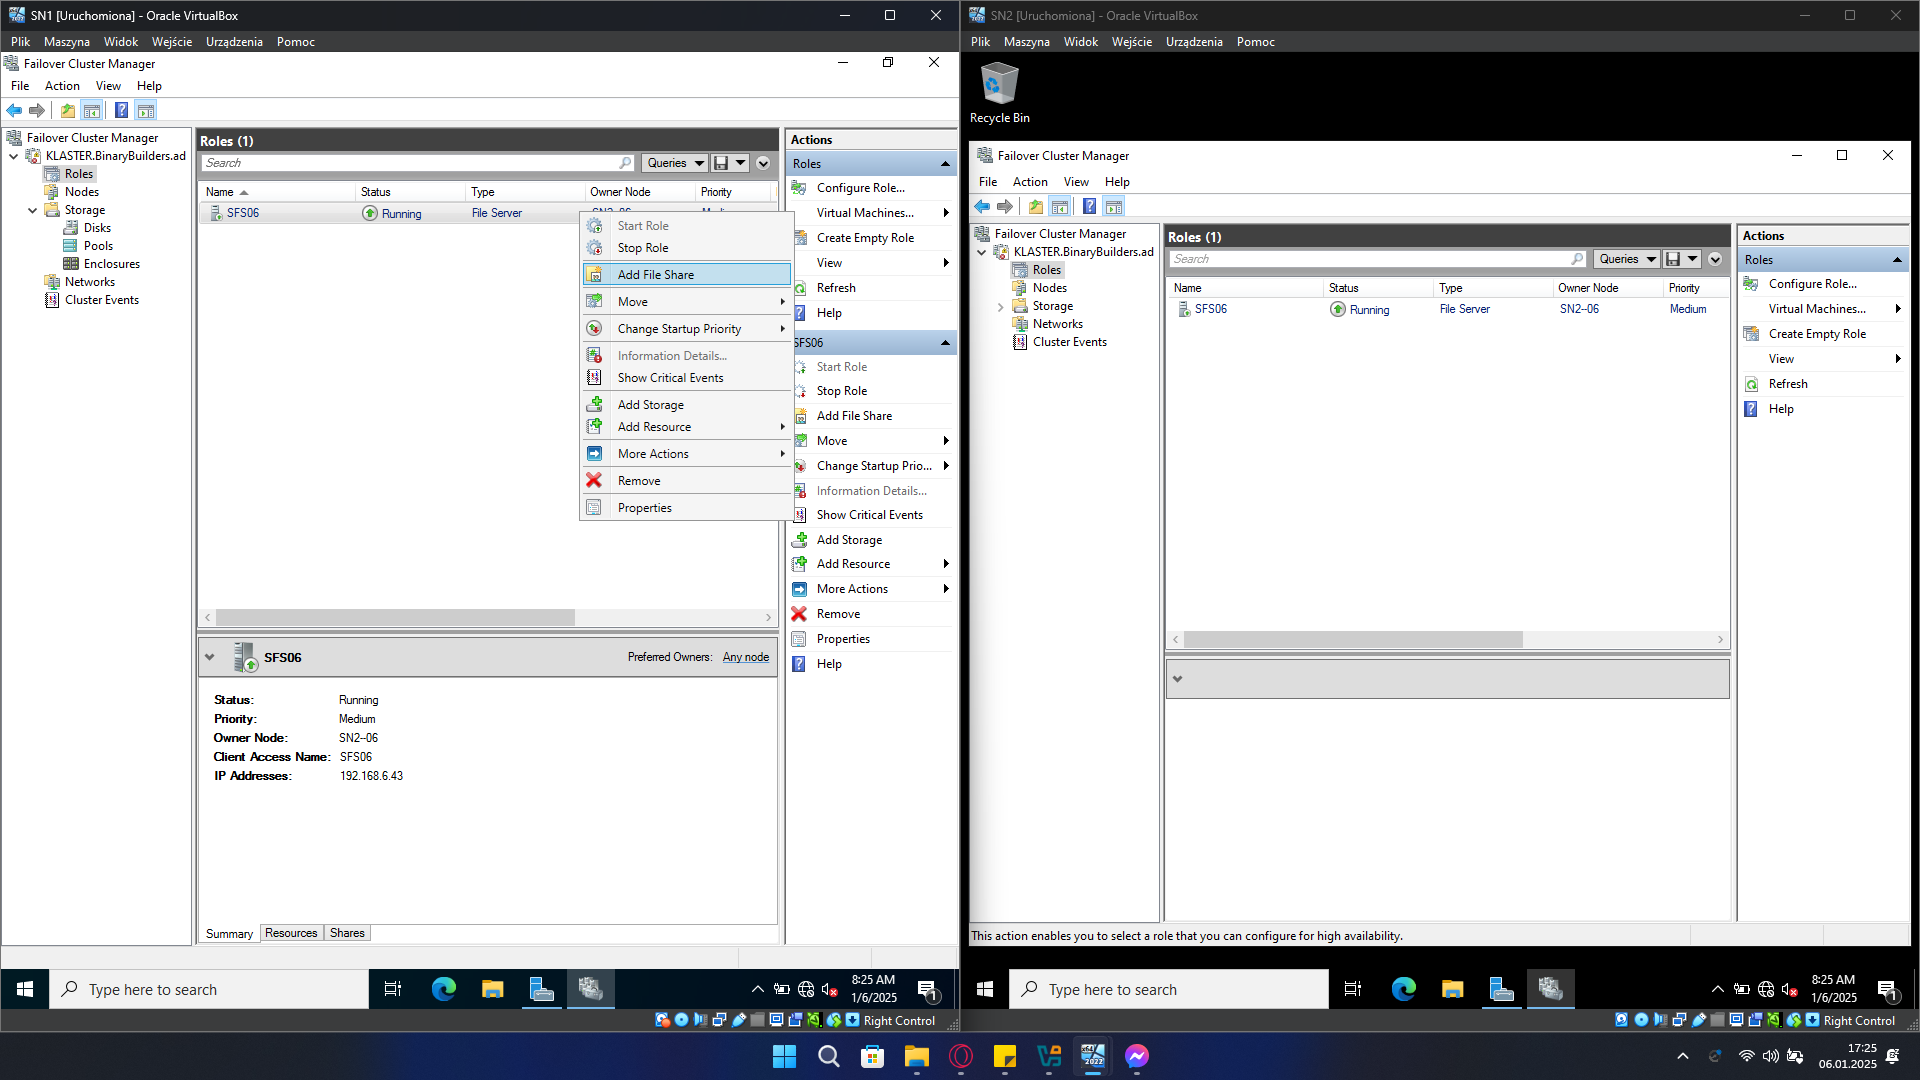 SN1 [Uruchomiona] - Oracle VirtualBox
Plik Maszyna Widok Wejście Urządzenia Pomoc
Failover Cluster Manager
File Action View Help
Failover Cluster Manager
KLASTER.BinaryBuilders.ad
Roles
Nodes
Storage
Disks
Pools
Enclosures
Networks
Cluster Events
Roles (1)
Search
Queries
Name Status Type Owner Node Priority
SFS06 Running File Server
Start Role
Stop Role
Add File Share
Move
Change Startup Priority
Information Details...
Show Critical Events
Add Storage
Add Resource
More Actions
Remove
Properties
SFS06 Preferred Owners: Any node
Status: Running
Priority: Medium
Owner Node: SN2--06
Client Access Name: SFS06
IP Addresses: 192.168.6.43
Summary Resources Shares
Actions
Roles
Configure Role...
Virtual Machines...
Create Empty Role
View
Refresh
Help
SFS06
Start Role
Stop Role
Add File Share
Move
Change Startup Prio...
Information Details...
Show Critical Events
Add Storage
Add Resource
More Actions
Remove
Properties
Help
Type here to search
8:25 AM
1/6/2025
1
Right Control
SN2 [Uruchomiona] - Oracle VirtualBox
Plik Maszyna Widok Wejście Urządzenia Pomoc
Recycle Bin
Failover Cluster Manager
File Action View Help
Failover Cluster Manager
KLASTER.BinaryBuilders.ad
Roles
Nodes
Storage
Networks
Cluster Events
Roles (1)
Search
Queries
Name Status Type Owner Node Priority
SFS06 Running File Server SN2--06 Medium
Actions
Roles
Configure Role...
Virtual Machines...
Create Empty Role
View
Refresh
Help
This action enables you to select a role that you can configure for high availability.
Type here to search
8:25 AM
1/6/2025
1
Right Control
17:25
06.01.2025